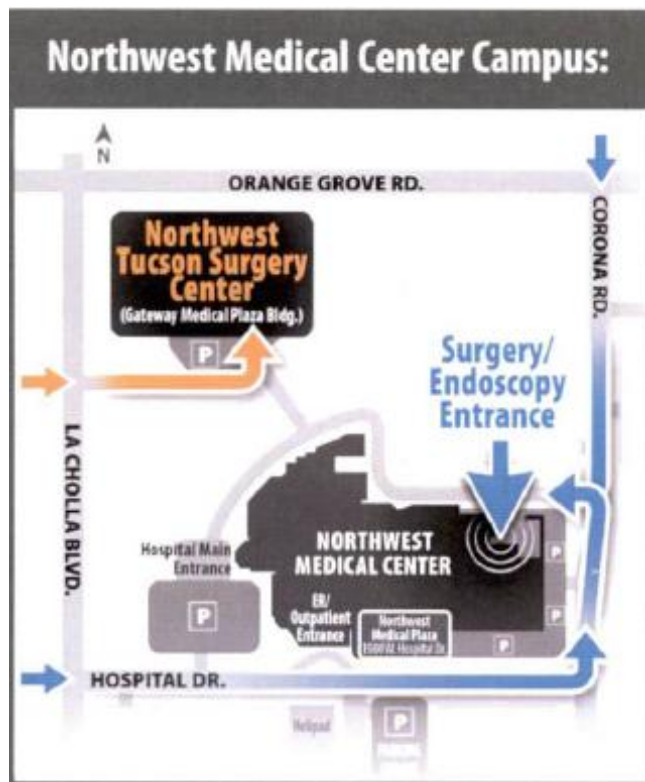 Northwest Medical Center Campus:
N
ORANGE GROVE RD.
CORONA RD.
Northwest
Tucson Surgery
Center
(Gateway Medical Plaza Bldg.)
P
Surgery/
Endoscopy
Entrance
LA CHOLLA BLVD.
Hospital Main
Entrance
NORTHWEST
MEDICAL CENTER
P
P
ER/
Outpatient
Entrance
Northwest
Medical Plaza
P
P
HOSPITAL DR.
Helipad
P